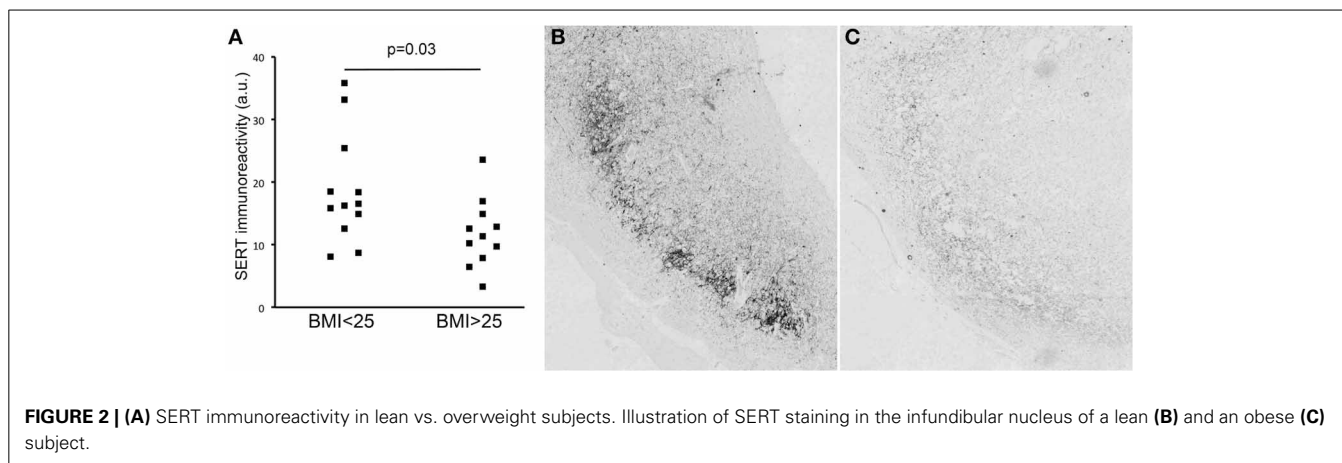 A
B
C
p=0.03
40
30
20
10
0
SERT immunoreactivity (a.u.)
BMI<25
BMI>25
FIGURE 2 | (A) SERT immunoreactivity in lean vs. overweight subjects. Illustration of SERT staining in the infundibular nucleus of a lean (B) and an obese (C)
subject.